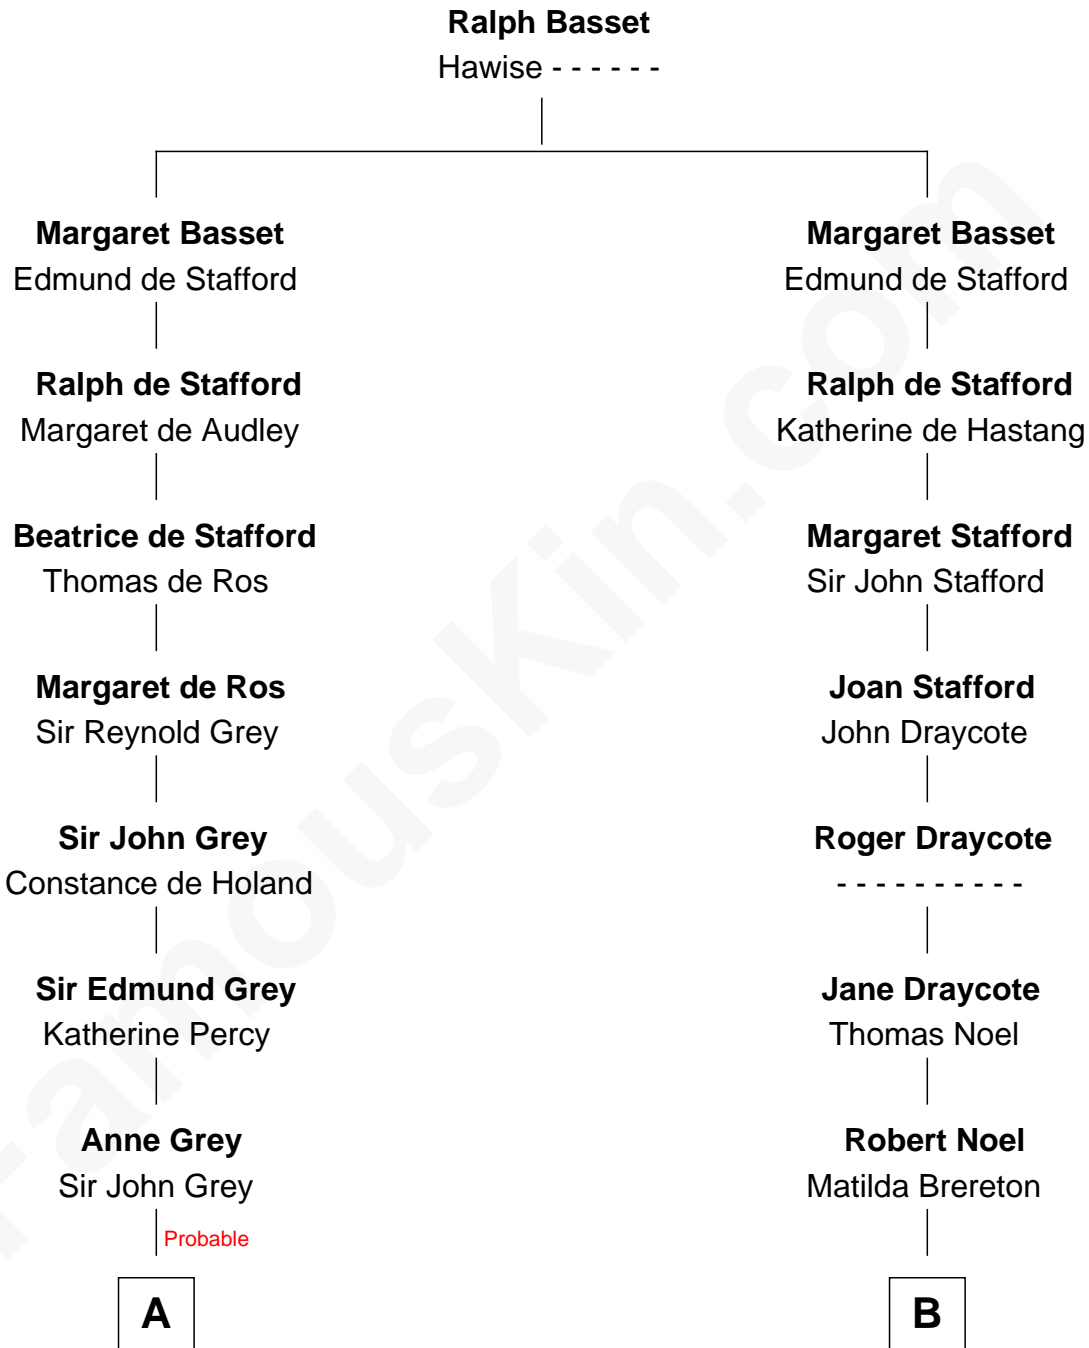 Ralph Basset
Hawise - - - - - -
Margaret Basset
Edmund de Stafford
Margaret Basset
Edmund de Stafford
Ralph de Stafford
Margaret de Audley
Ralph de Stafford
Katherine de Hastang
Beatrice de Stafford
Thomas de Ros
Margaret Stafford
Sir John Stafford
Margaret de Ros
Sir Reynold Grey
Joan Stafford
John Draycote
Sir John Grey
Constance de Holand
Roger Draycote
- - - - - - - - - -
Sir Edmund Grey
Katherine Percy
Jane Draycote
Thomas Noel
Anne Grey
Sir John Grey
Robert Noel
Matilda Brereton
Probable
A
B
FamousKin.com